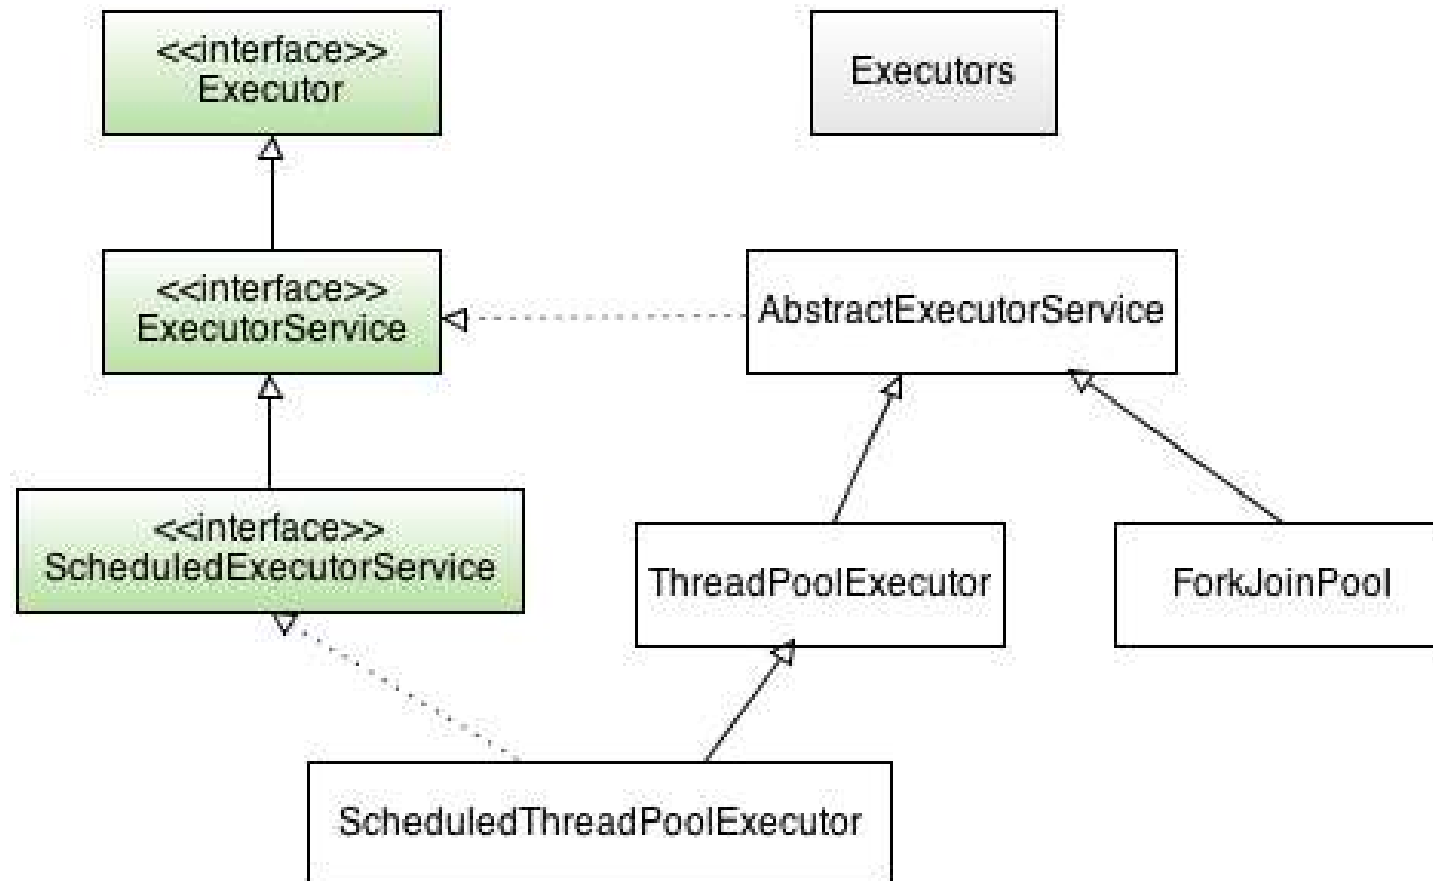 <<interface>>
Executor
Executors
<<interface>>
ExecutorService
AbstractExecutorService
<<interface>>
ScheduledExecutorService
ThreadPoolExecutor
ForkJoinPool
ScheduledThreadPoolExecutor